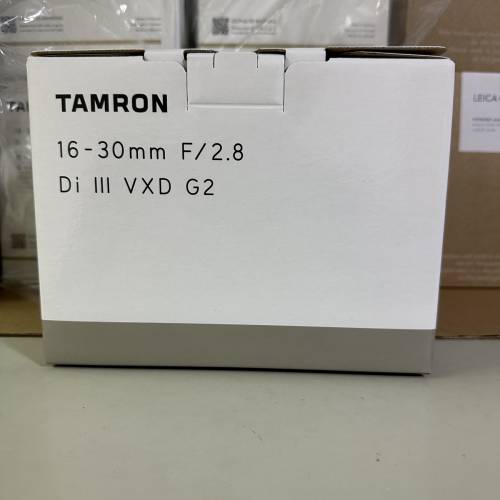 TAMRON
16-30mm F/2.8
Di III VXD G2
LEICA